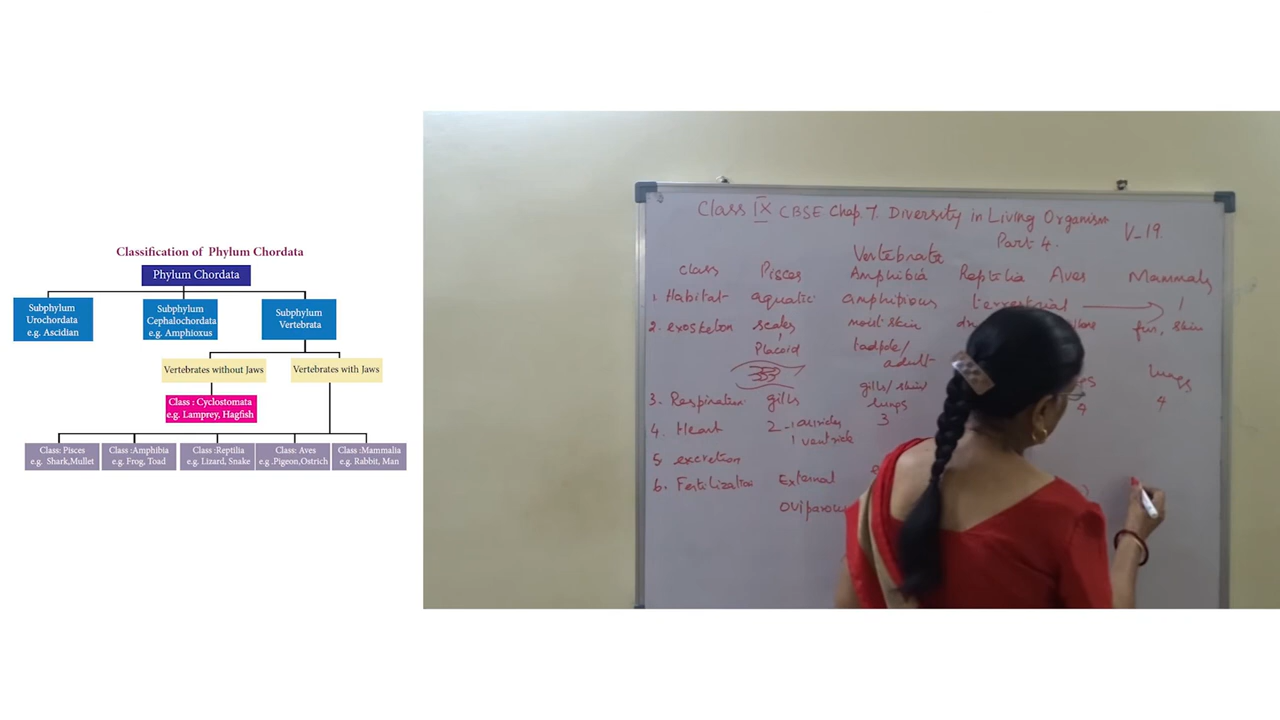 Classification of Phylum Chordata
Phylum Chordata
Subphylum
Urochordata
e.g. Ascidian
Subphylum
Cephalochordata
e.g. Amphioxus
Subphylum
Vertebrata
Vertebrates without Jaws
Vertebrates with Jaws
Class : Cyclostomata
e.g. Lamprey, Hagfish
Class: Pisces
e.g. Shark,Mullet
Class :Amphibia
e.g. Frog, Toad
Class :Reptilia
e.g. Lizard, Snake
Class: Aves
e.g .Pigeon,Ostrich
Class :Mammalia
e.g. Rabbit, Man
Class IX CBSE Chap. 7. Diversity in Living Organism
Part 4. V-19.
Vertebrata
Class Pisces Amphibia Reptilia Aves Mammals
1. Habitat aquatic amphibious terrestrial
2. exoskeleton scales moist skin fur, skin
Placoid tadpole/
adult
3. Respiration gills gills/skin/ lungs
lungs
4. Heart 2 - 1 auricles 3 4 4
1 ventricle
5. excretion
6. Fertilization External
Oviparous